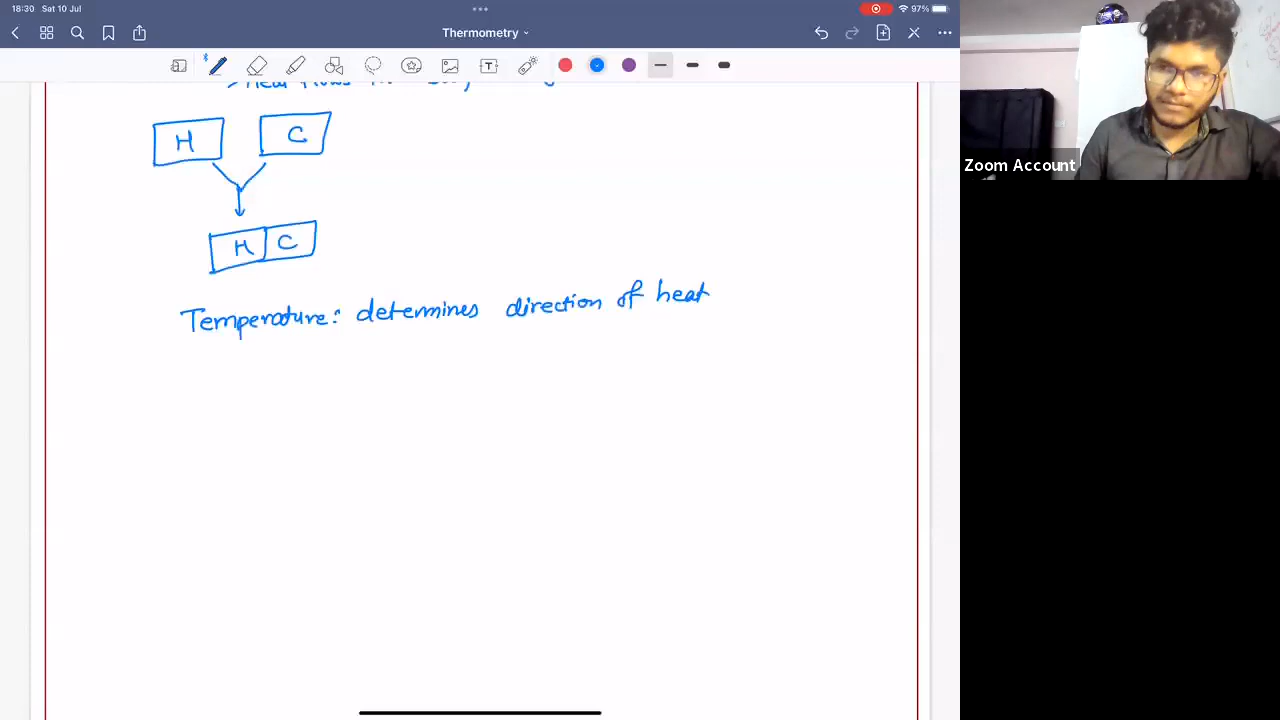 18:30 Sat 10 Jul
97%
Thermometry
T
H C
H C
Temperature: determines direction of heat
Zoom Account